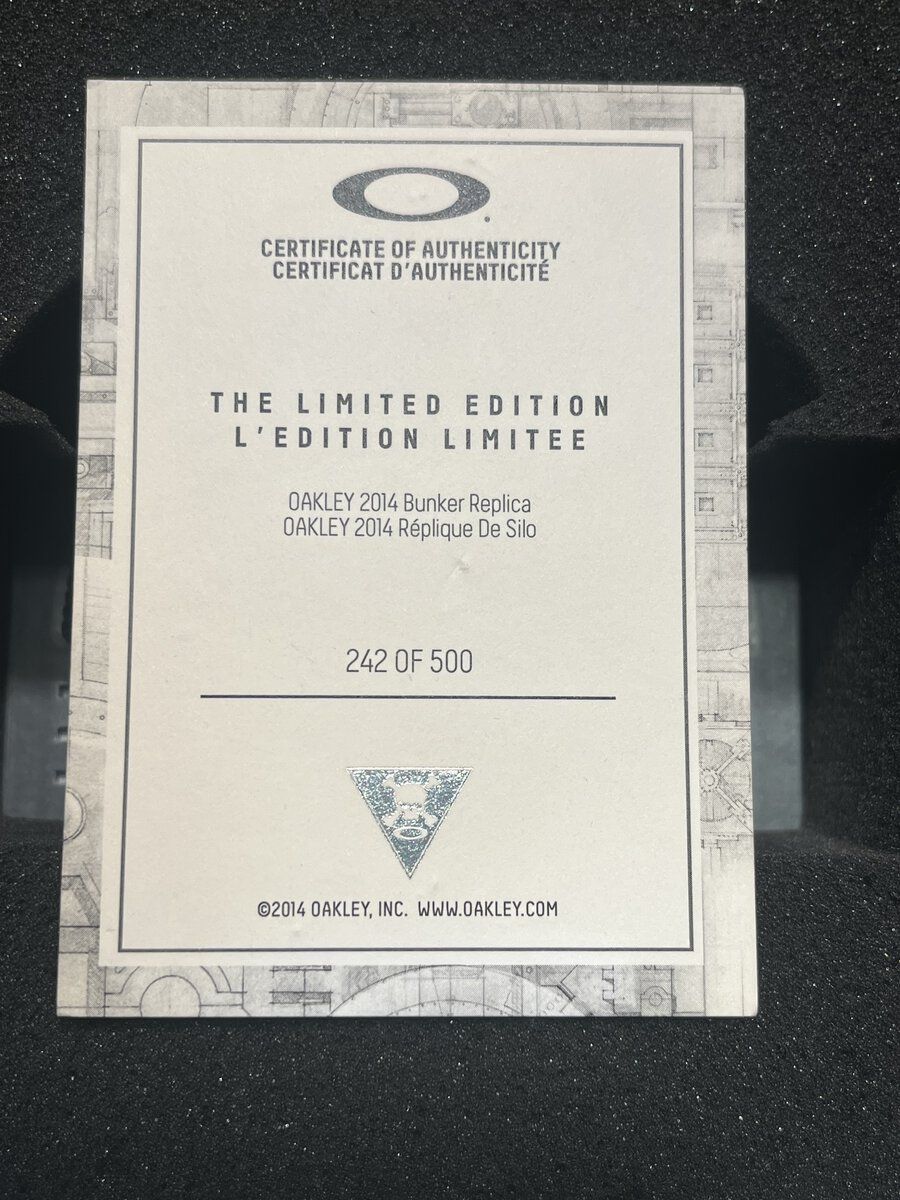 CERTIFICATE OF AUTHENTICITY
CERTIFICAT D'AUTHENTICITÉ
THE LIMITED EDITION
L'EDITION LIMITEE
OAKLEY 2014 Bunker Replica
OAKLEY 2014 Réplique De Silo
242 OF 500
©2014 OAKLEY, INC. WWW.OAKLEY.COM